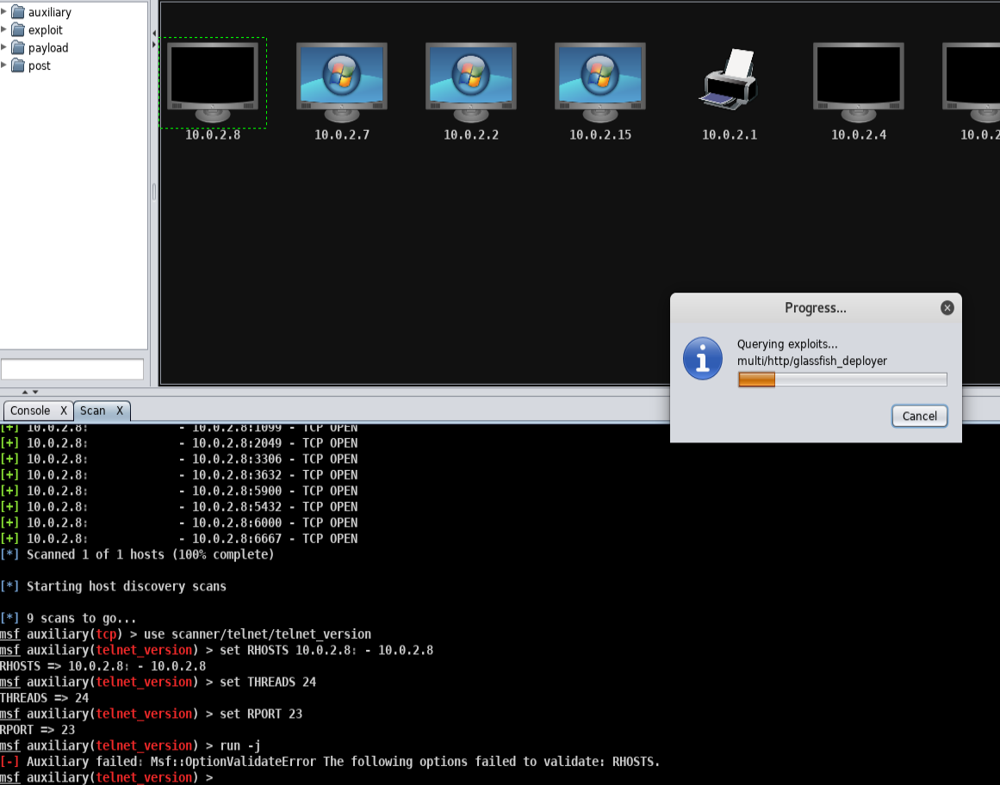 auxiliary
exploit
payload
post
10.0.2.8
10.0.2.7
10.0.2.2
10.0.2.15
10.0.2.1
10.0.2.4
10.0.2
Progress...
Querying exploits...
multi/http/glassfish_deployer
Cancel
Console X Scan X
[+] 10.0.2.8: - 10.0.2.8:1099 - TCP OPEN
[+] 10.0.2.8: - 10.0.2.8:2049 - TCP OPEN
[+] 10.0.2.8: - 10.0.2.8:3306 - TCP OPEN
[+] 10.0.2.8: - 10.0.2.8:3632 - TCP OPEN
[+] 10.0.2.8: - 10.0.2.8:5900 - TCP OPEN
[+] 10.0.2.8: - 10.0.2.8:5432 - TCP OPEN
[+] 10.0.2.8: - 10.0.2.8:6000 - TCP OPEN
[+] 10.0.2.8: - 10.0.2.8:6667 - TCP OPEN
[*] Scanned 1 of 1 hosts (100% complete)
[*] Starting host discovery scans
[*] 9 scans to go...
msf auxiliary(tcp) > use scanner/telnet/telnet_version
msf auxiliary(telnet_version) > set RHOSTS 10.0.2.8: - 10.0.2.8
RHOSTS => 10.0.2.8: - 10.0.2.8
msf auxiliary(telnet_version) > set THREADS 24
THREADS => 24
msf auxiliary(telnet_version) > set RPORT 23
RPORT => 23
msf auxiliary(telnet_version) > run -j
[-] Auxiliary failed: Msf::OptionValidateError The following options failed to validate: RHOSTS.
msf auxiliary(telnet_version) >